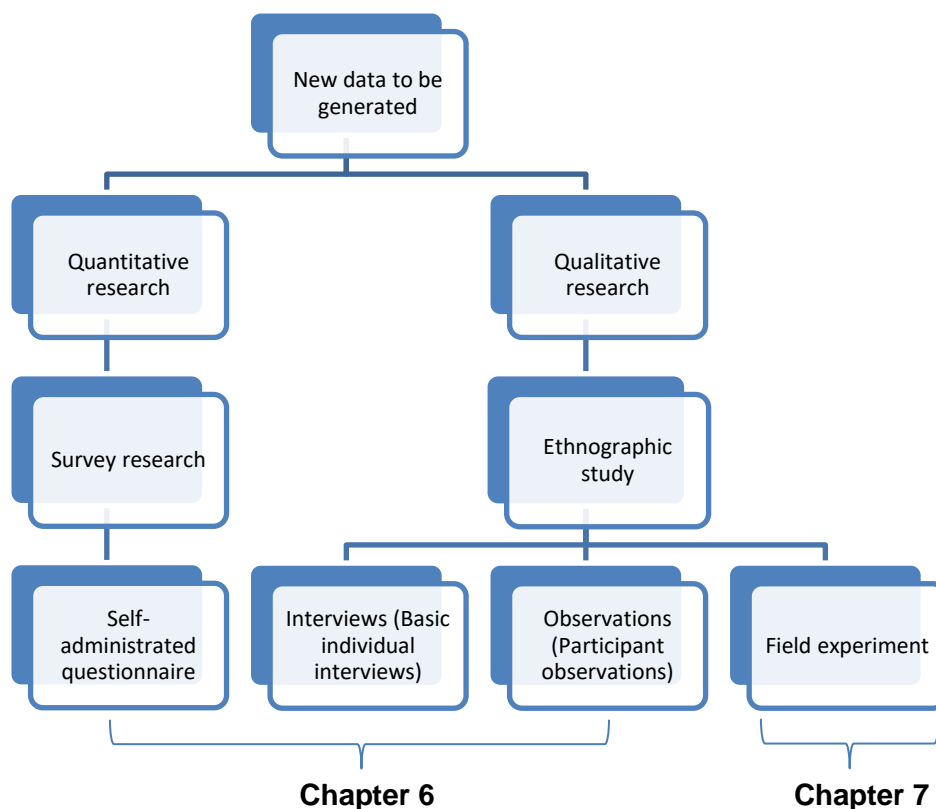 New data to be
generated
Quantitative
research
Qualitative
research
Survey research
Ethnographic
study
Self-
administrated
questionnaire
Interviews (Basic
individual
interviews)
Observations
(Participant
observations)
Field experiment
Chapter 6
Chapter 7